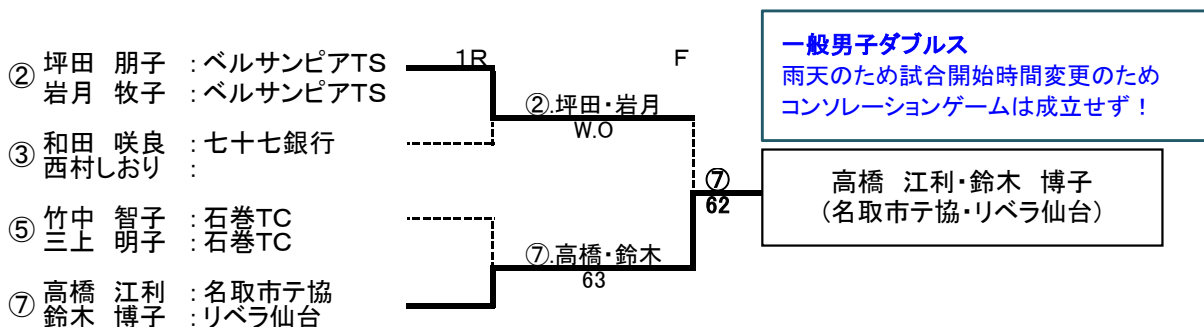 1R F
② 坪田 朋子 :ベルサンピアTS
岩月 牧子 :ベルサンピアTS
②.坪田・岩月
W.O
③ 和田 咲良 :七十七銀行
西村しおり :
⑤ 竹中 智子 :石巻TC
三上 明子 :石巻TC
⑦.高橋・鈴木
63
⑦ 高橋 江利 :名取市テ協
鈴木 博子 :リベラ仙台
⑦
62
一般男子ダブルス
雨天のため試合開始時間変更のため
コンソレーションゲームは成立せず!
高橋 江利・鈴木 博子
(名取市テ協・リベラ仙台)